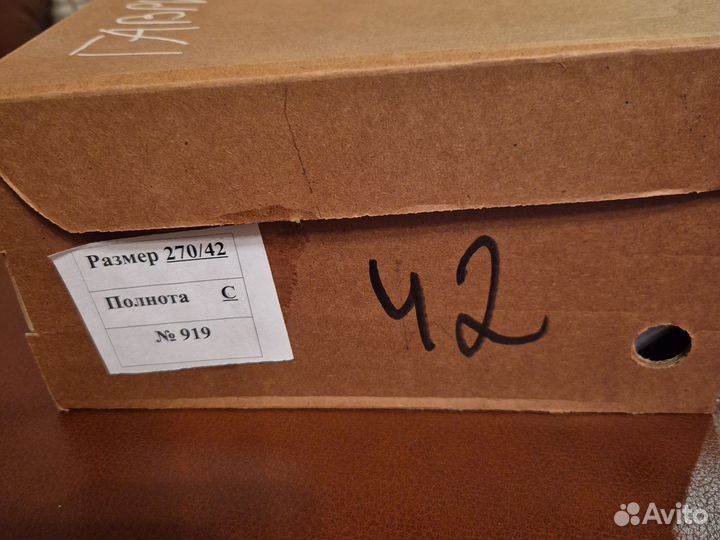 Размер 270/42
Полнота С
№ 919
42
Avito